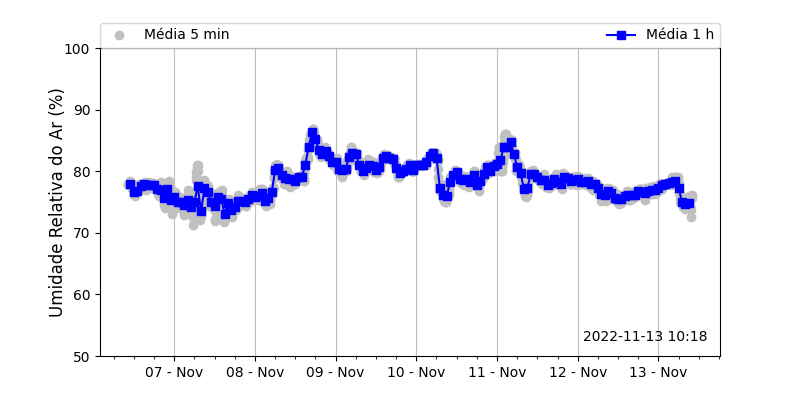 Média 5 min
Média 1 h
Umidade Relativa do Ar (%)
100
90
80
70
60
50
2022-11-13 10:18
07 - Nov
08 - Nov
09 - Nov
10 - Nov
11 - Nov
12 - Nov
13 - Nov